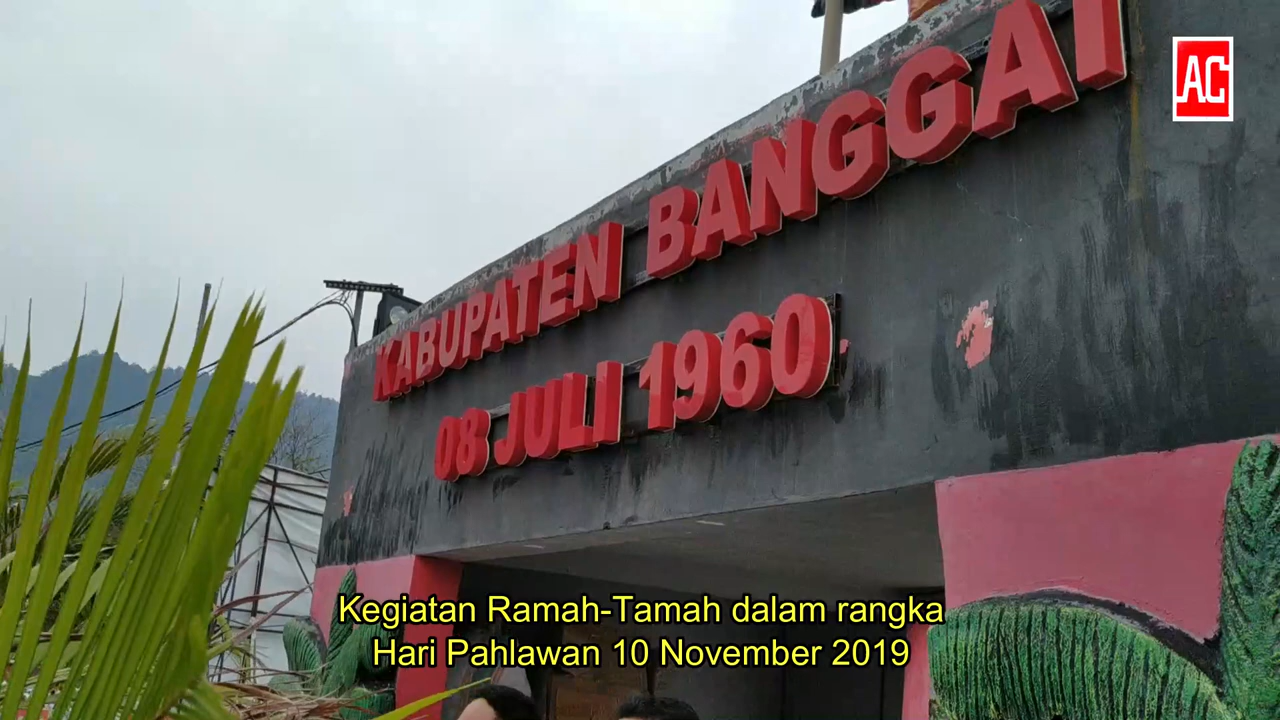 AC
KABUPATEN BANGGAI
08 JULI 1960
Kegiatan Ramah-Tamah dalam rangka
Hari Pahlawan 10 November 2019